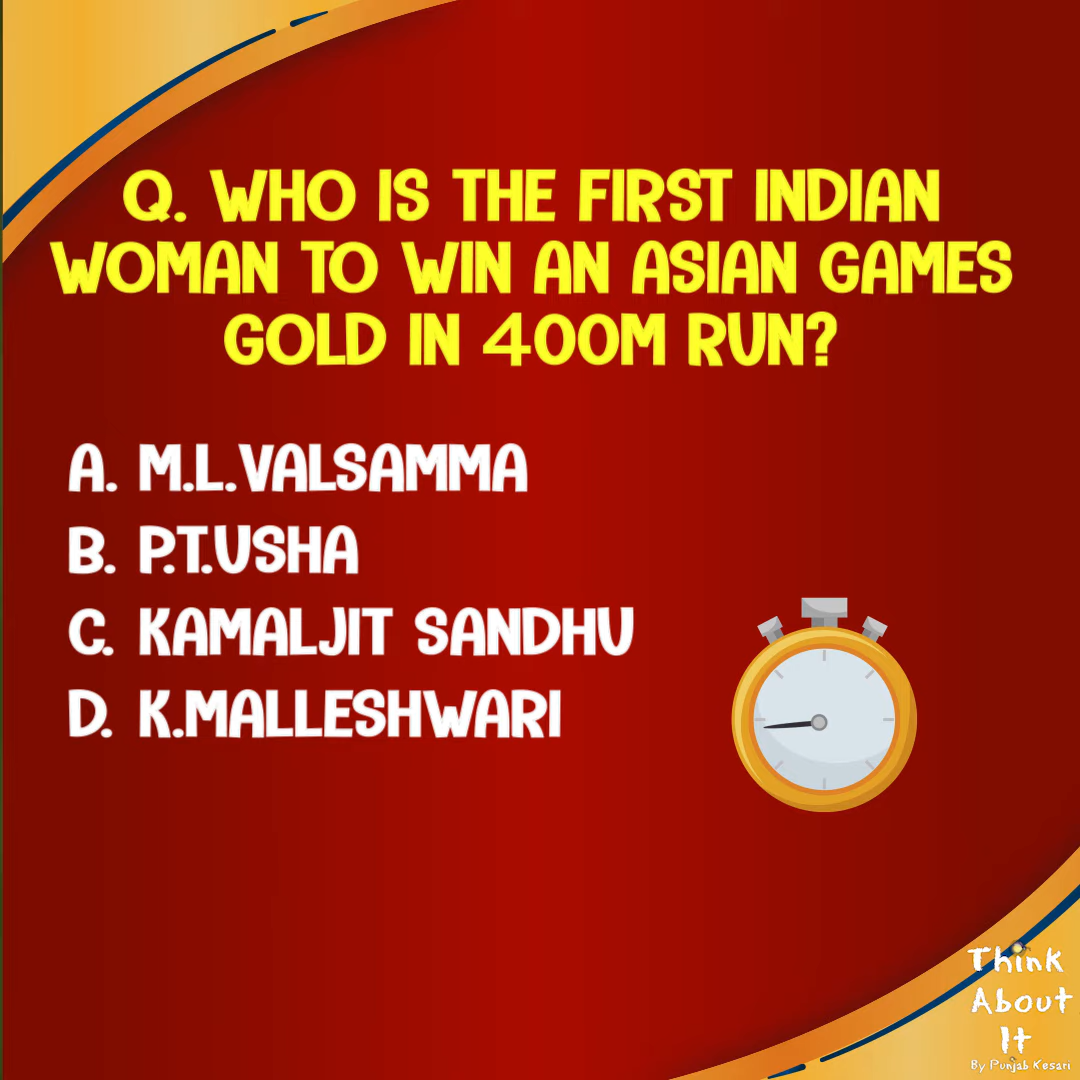 Q. WHO IS THE FIRST INDIAN
WOMAN TO WIN AN ASIAN GAMES
GOLD IN 400M RUN?
A. M.L.VALSAMMA
B. P.T.USHA
C. KAMALJIT SANDHU
D. K.MALLESHWARI
Think
About
It
By Punjab Kesari